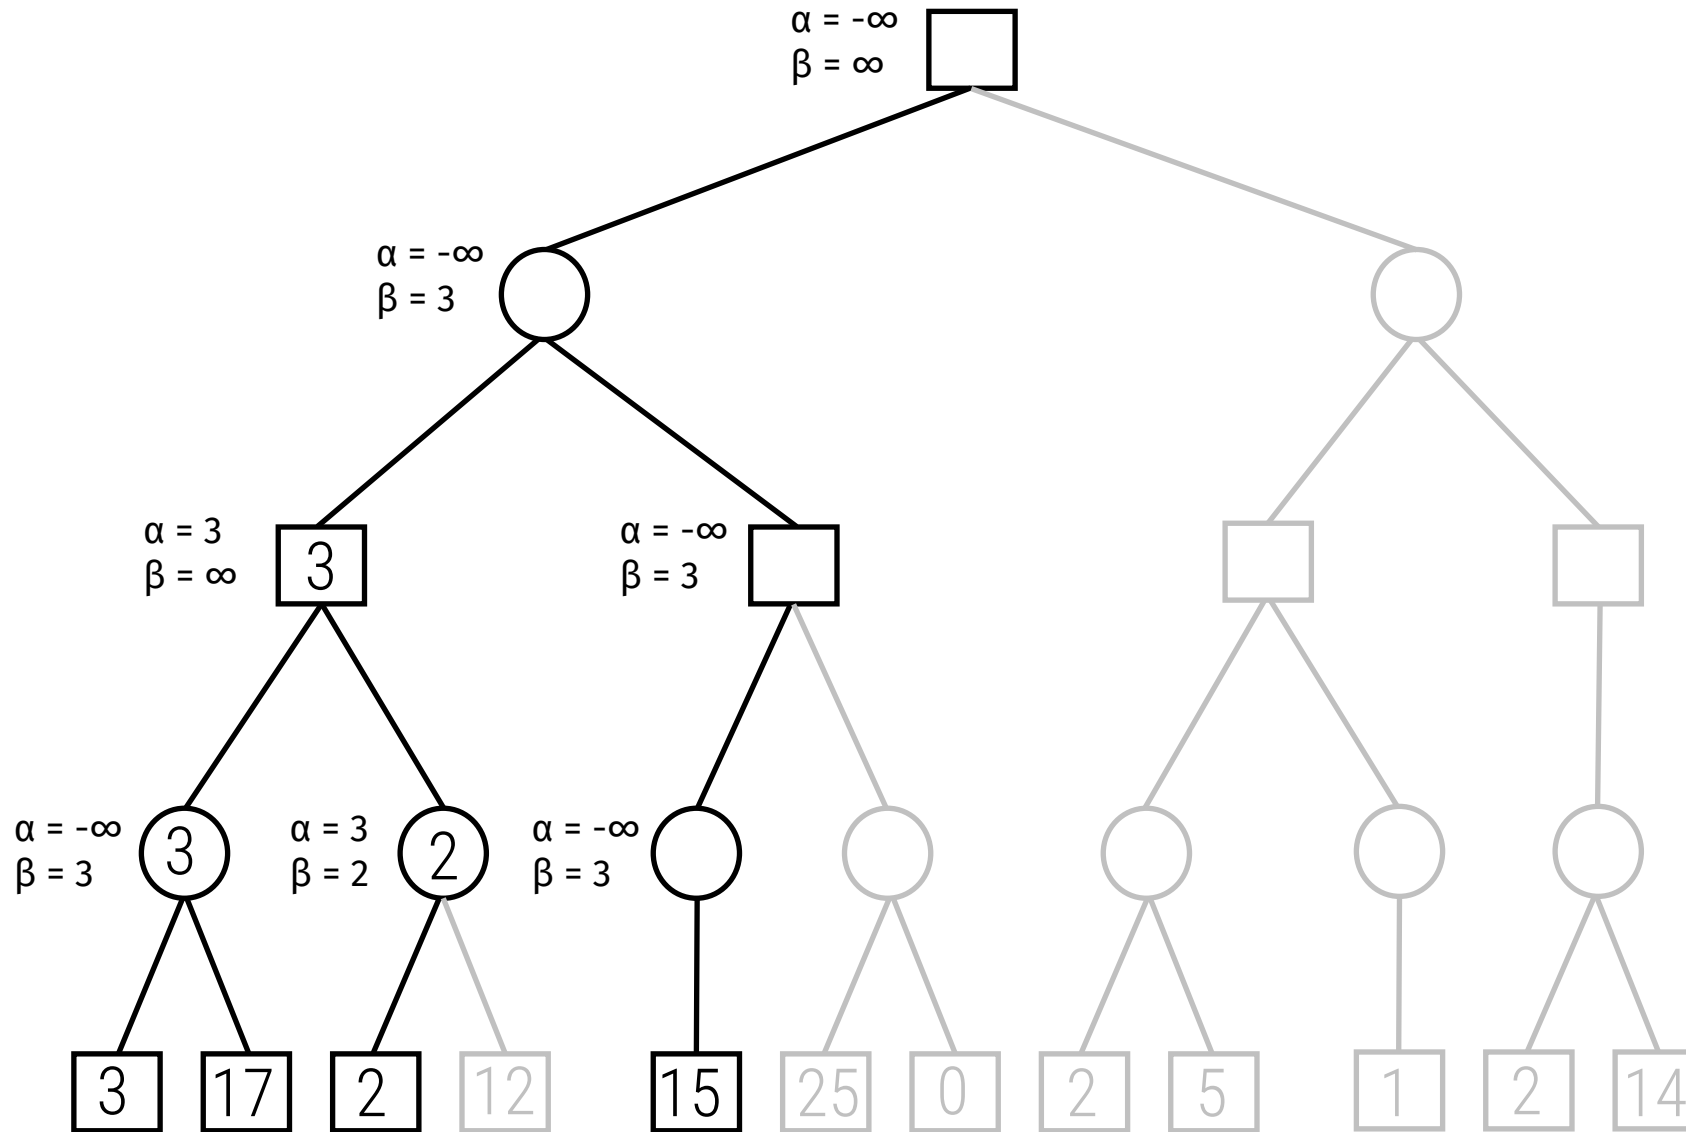 α = -∞
β = ∞
α = -∞
β = 3
α = 3
β = ∞
3
α = -∞
β = 3
α = -∞
β = 3
3
α = 3
β = 2
2
α = -∞
β = 3
3
17
2
12
15
25
0
2
5
1
2
14